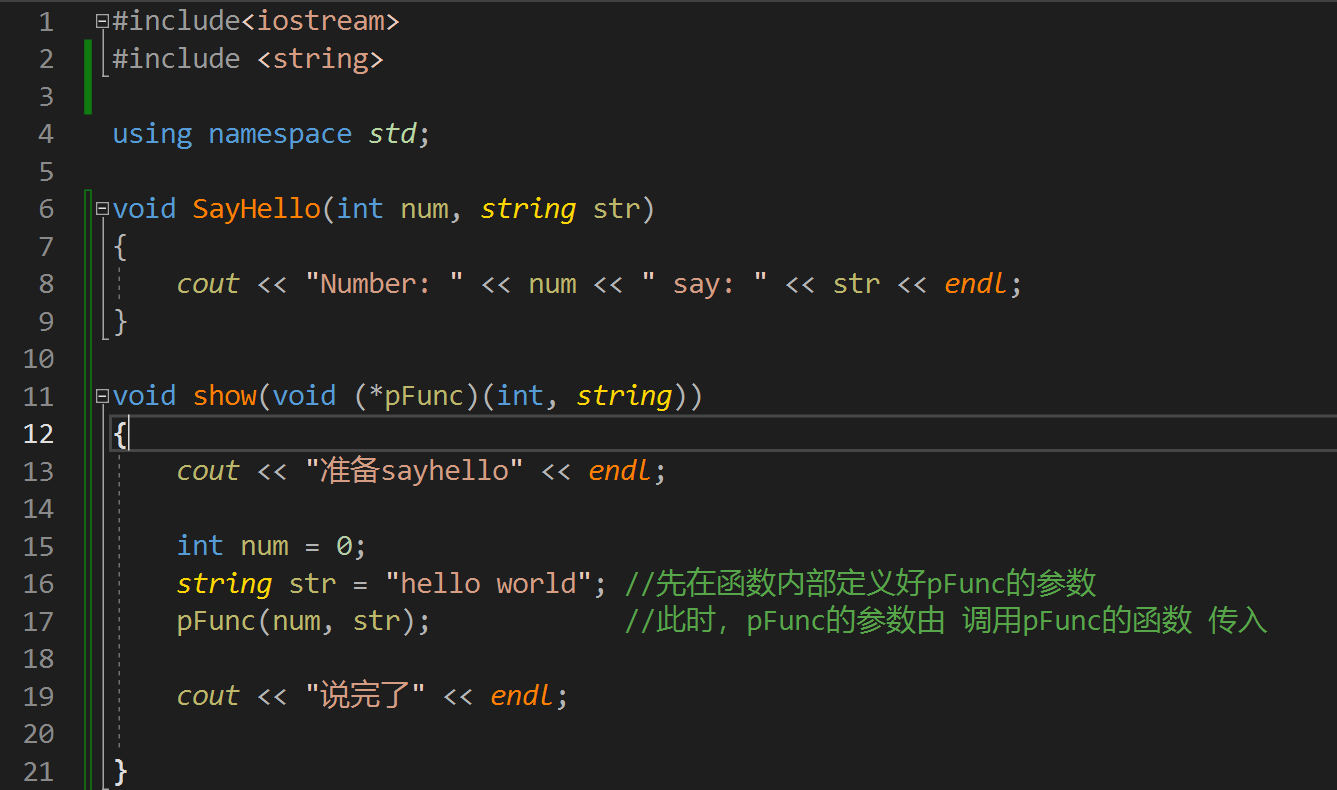 1 #include<iostream>
2 #include <string>
3
4 using namespace std;
5
6 void SayHello(int num, string str)
7 {
8 cout << "Number: " << num << " say: " << str << endl;
9 }
10
11 void show(void (*pFunc)(int, string))
12 {
13 cout << "准备sayhello" << endl;
14
15 int num = 0;
16 string str = "hello world"; //先在函数内部定义好pFunc的参数
17 pFunc(num, str); //此时，pFunc的参数由 调用pFunc的函数 传入
18
19 cout << "说完了" << endl;
20
21 }